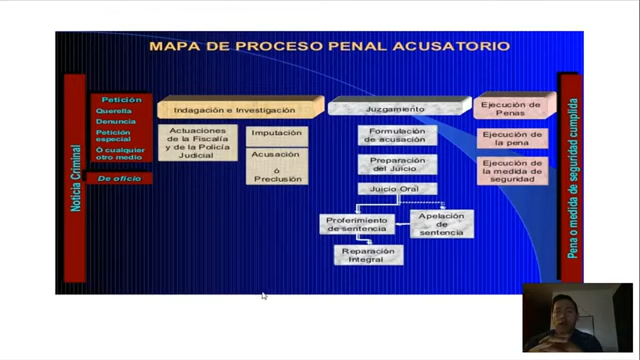 MAPA DE PROCESO PENAL ACUSATORIO
Noticia Criminal
Petición
Querella
Denuncia
Petición
especial
O cualquier
otro medio
De oficio
Indagación e Investigación
Actuaciones
de la Fiscalía
y de la Policía
Judicial
Imputación
Acusación
ò
Preclusión
Juzgamiento
Formulación
de acusación
Preparación
del Juicio
Juicio Oral
Proferimiento
de sentencia
Apelación
de
sentencia
Reparación
Integral
Ejecución de
Penas
Ejecución de
la pena
Ejecución de
la medida de
seguridad
Pena o medida de seguridad cumplida